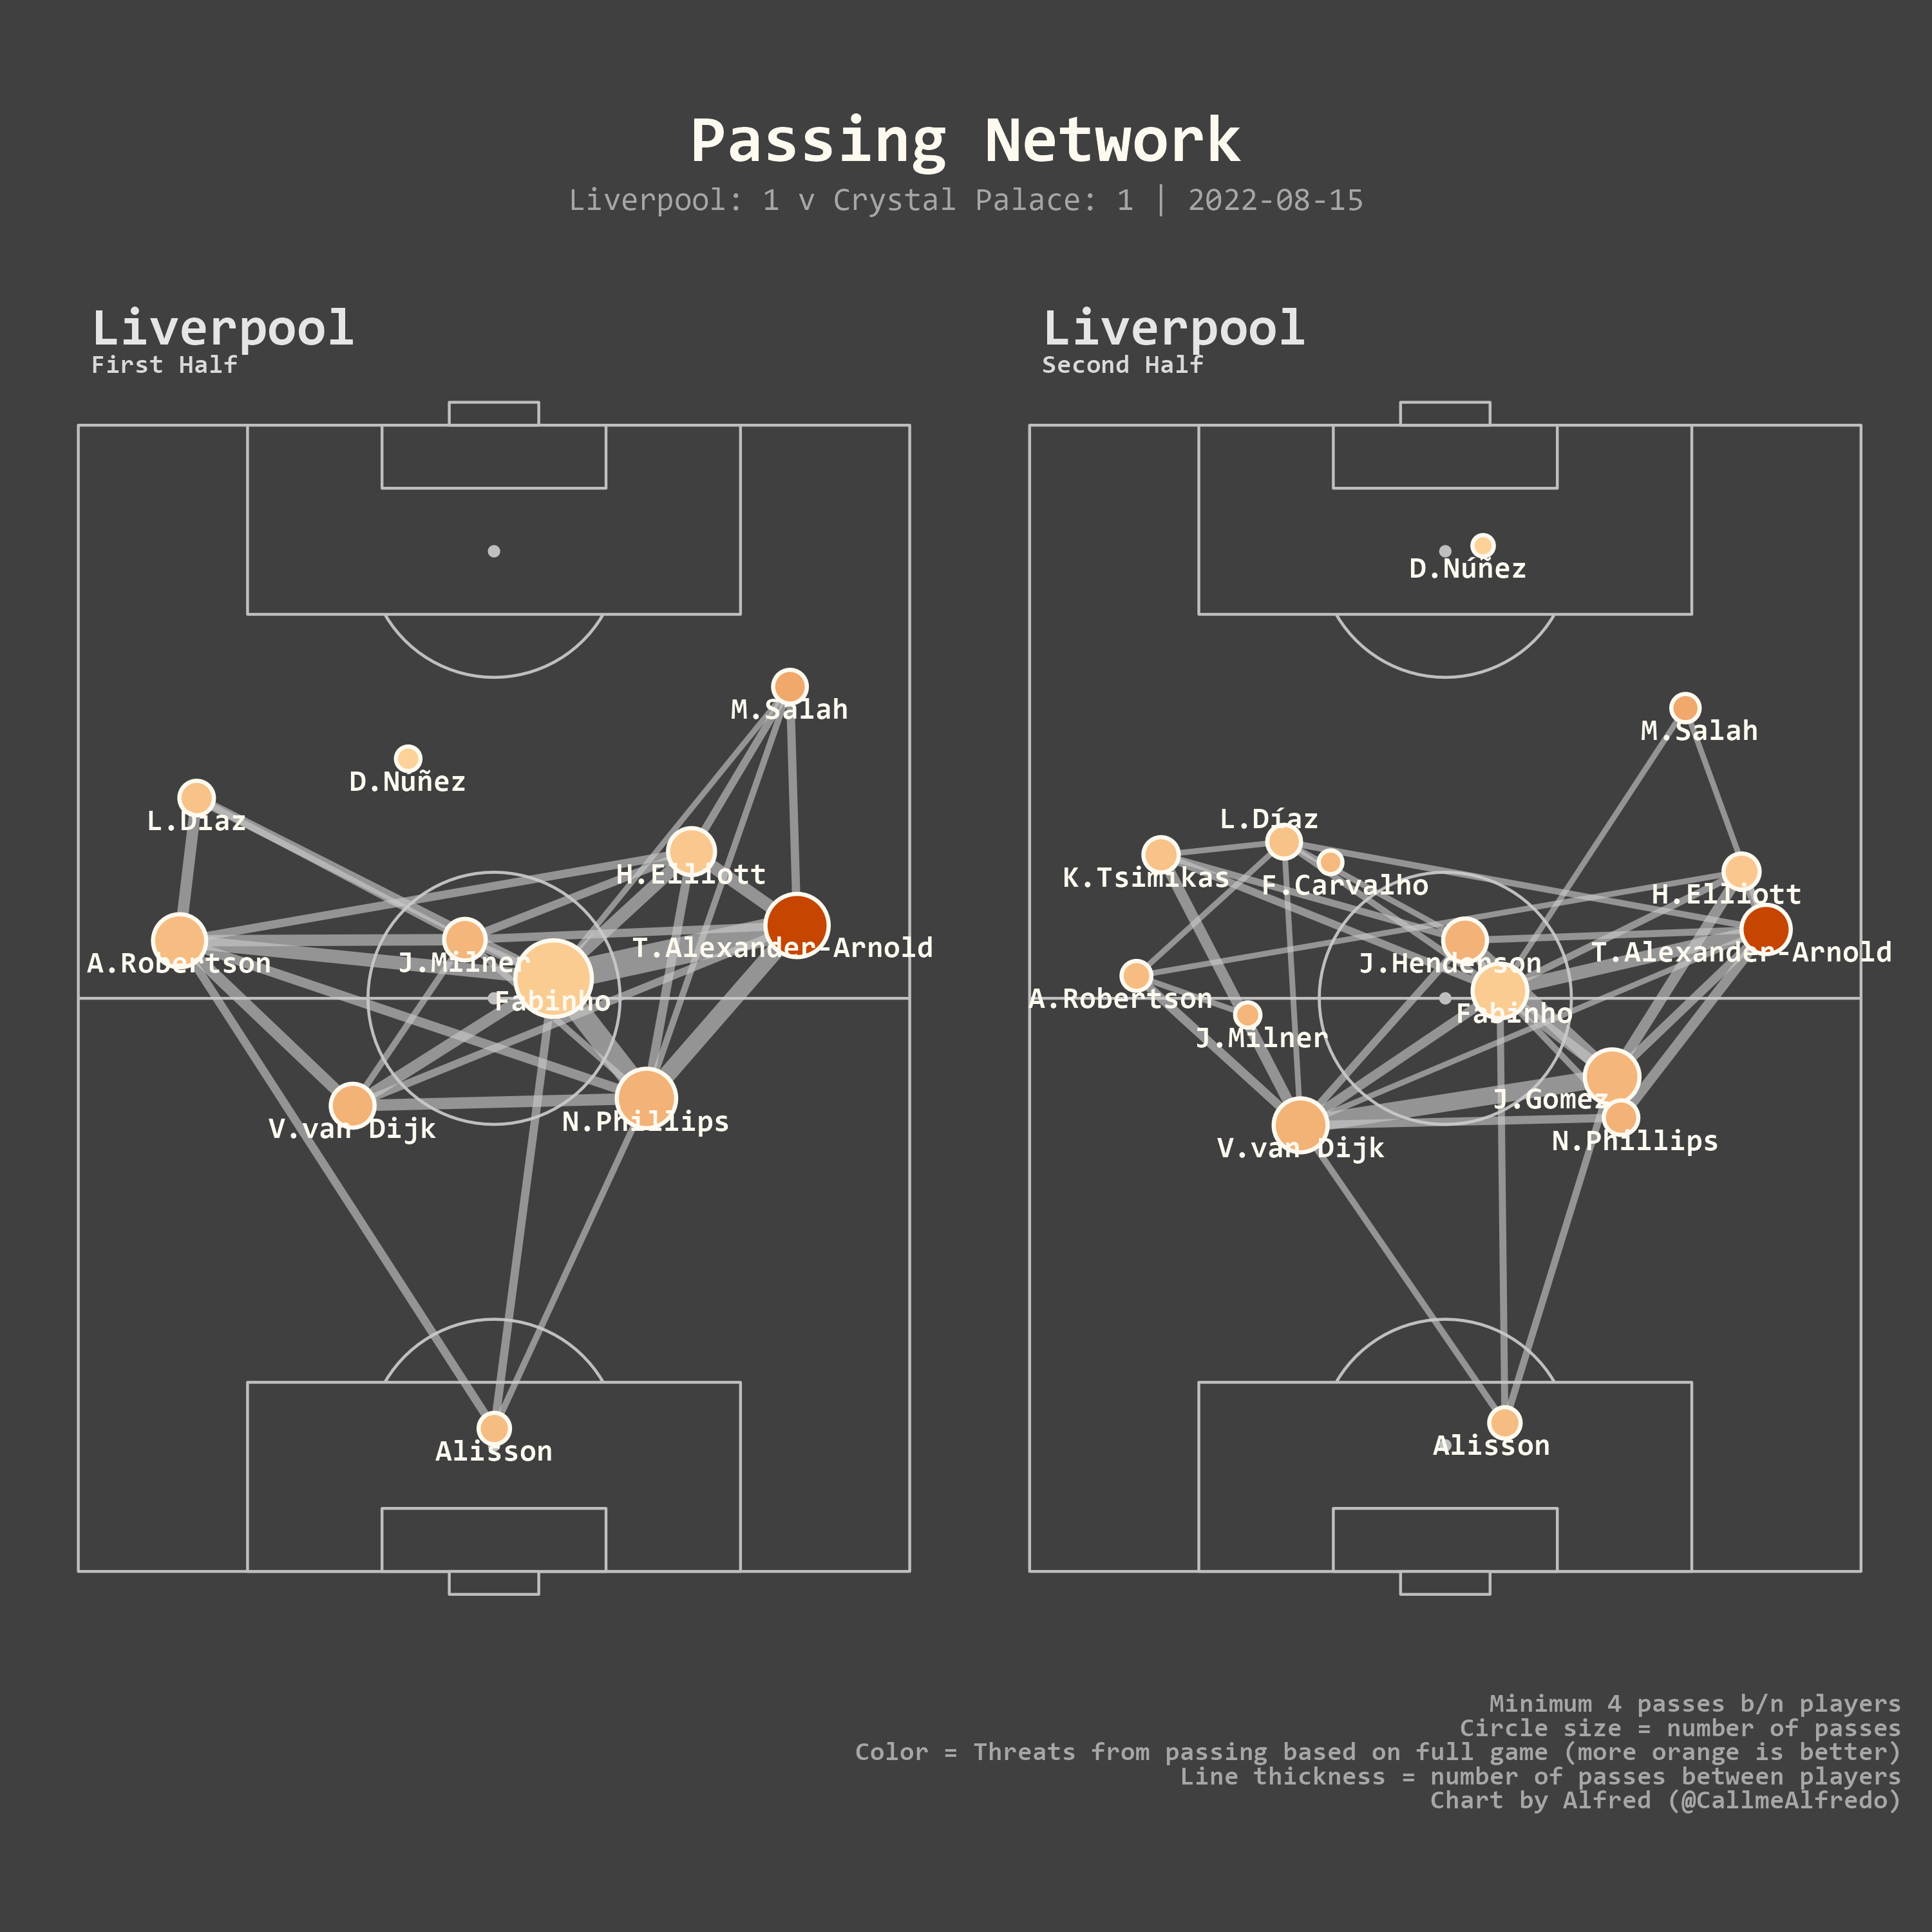 Passing Network
Liverpool: 1 v Crystal Palace: 1 | 2022-08-15
Liverpool
First Half
M.Salah
D.Núñez
L.Díaz
H.Elliott
T.Alexander-Arnold
A.Robertson
J.Milner
Fabinho
N.Phillips
V.van Dijk
Alisson
Liverpool
Second Half
D.Núñez
M.Salah
L.Díaz
K.Tsimikas
F.Carvalho
H.Elliott
T.Alexander-Arnold
J.Henderson
A.Robertson
Fabinho
J.Milner
J.Gomez
N.Phillips
V.van Dijk
Alisson
Minimum 4 passes b/n players
Circle size = number of passes
Color = Threats from passing based on full game (more orange is better)
Line thickness = number of passes between players
Chart by Alfred (@CallmeAlfredo)